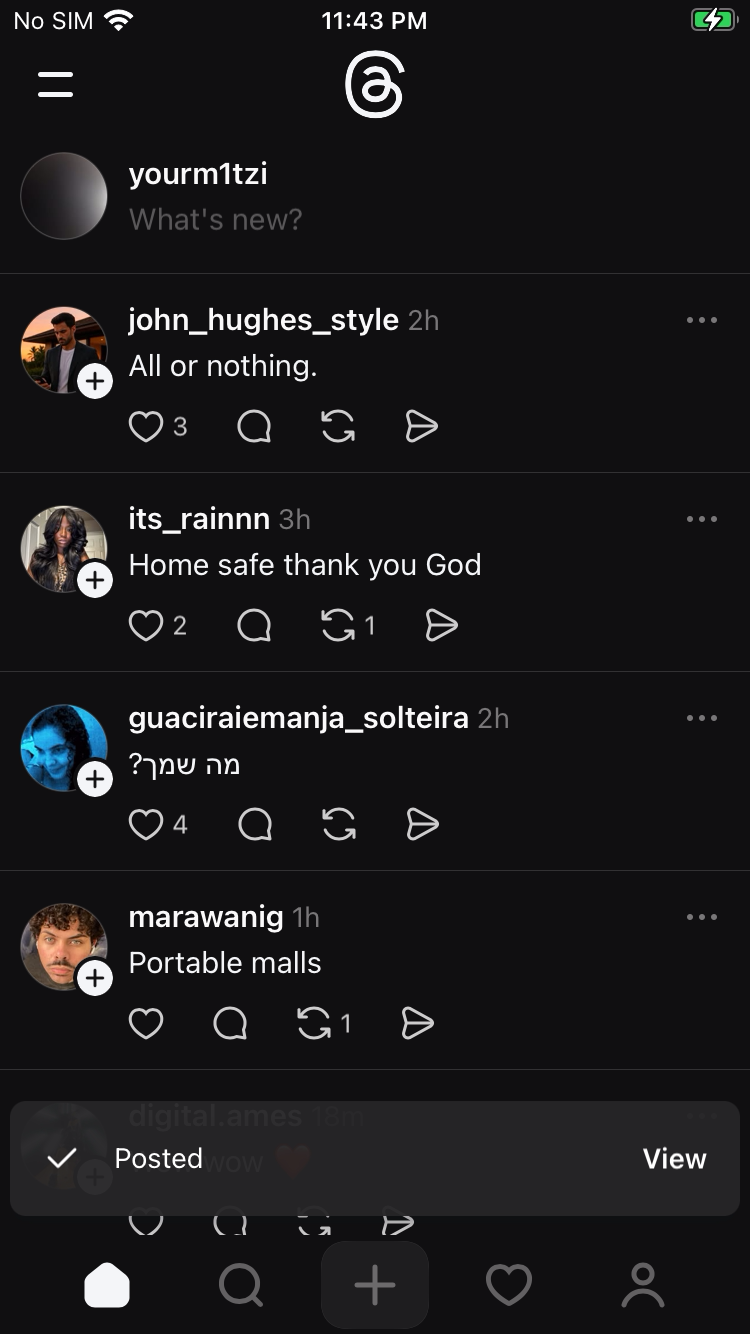 No SIM 11:43 PM
yourm1tzi
What's new?
john_hughes_style 2h
All or nothing.
3
its_rainnn 3h
Home safe thank you God
2 1
guaciraiemanja_solteira 2h
מה שמך?
4
marawanig 1h
Portable malls
1
digital.ames 18m
wow ❤️
Posted View